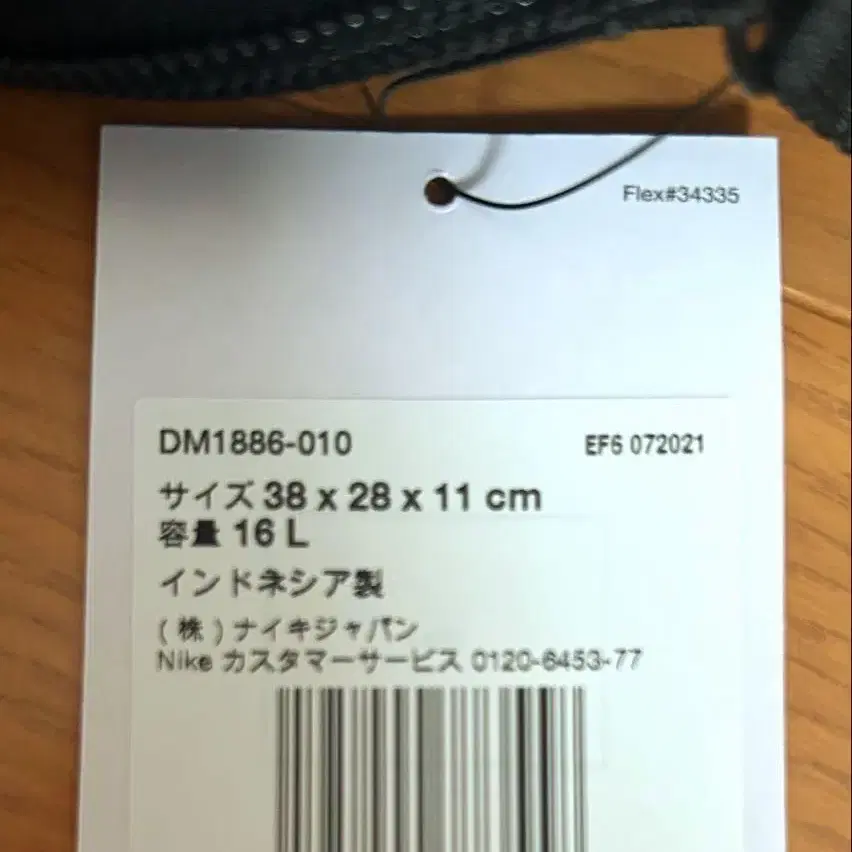 Flex#34335
DM1886-010 EF6 072021
サイズ 38 x 28 x 11 cm
容量 16 L
インドネシア製
(株)ナイキジャパン
Nike カスタマーサービス 0120-6453-77